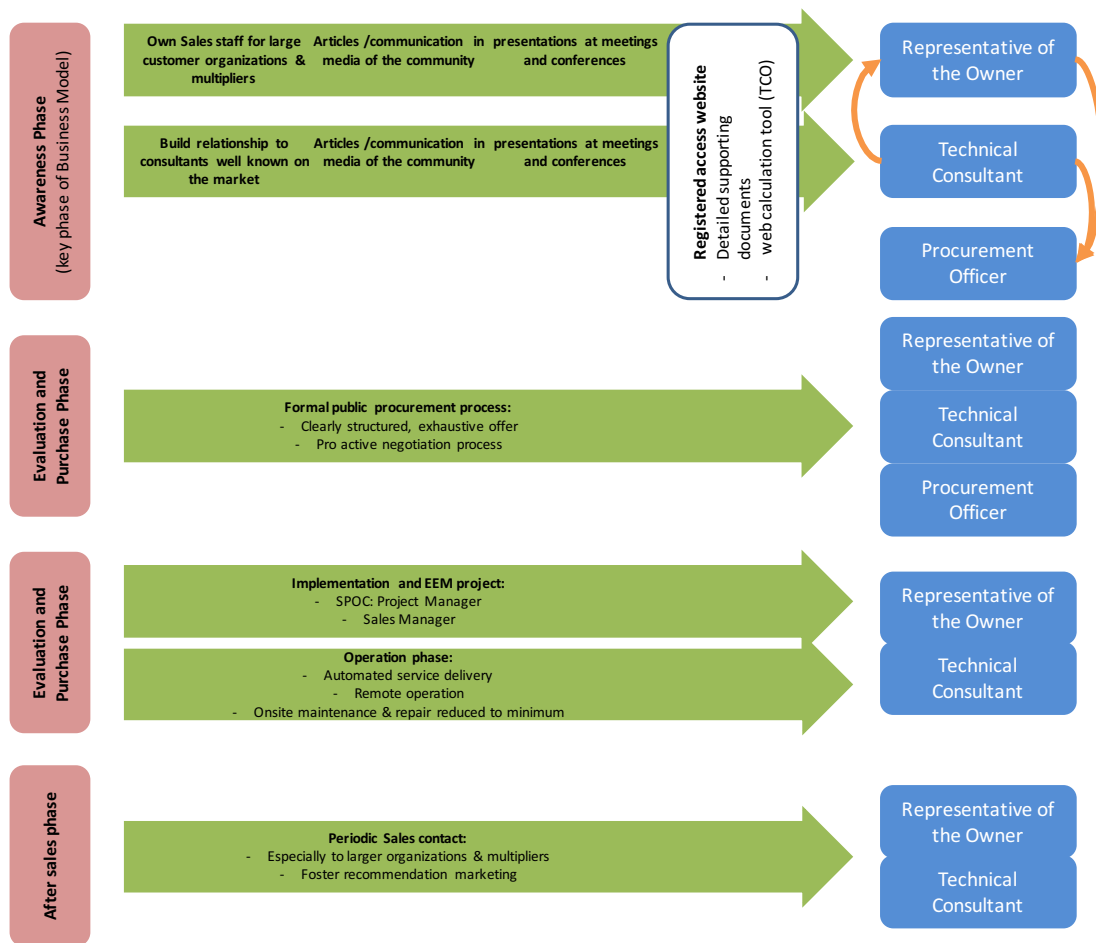 Awareness Phase
(key phase of Business Model)
Own Sales staff for large
customer organizations &
multipliers
Articles /communication in
media of the community
presentations at meetings
and conferences
Build relationship to
consultants well known on
the market
Articles /communication in
media of the community
presentations at meetings
and conferences
Registered access website
- Detailed supporting
documents
- web calculation tool (TCO)
Representative of
the Owner
Technical
Consultant
Procurement
Officer
Evaluation and
Purchase Phase
Formal public procurement process:
- Clearly structured, exhaustive offer
- Pro active negotiation process
Representative of
the Owner
Technical
Consultant
Procurement
Officer
Evaluation and
Purchase Phase
Implementation and EEM project:
- SPOC: Project Manager
- Sales Manager
Operation phase:
- Automated service delivery
- Remote operation
- Onsite maintenance & repair reduced to minimum
Representative of
the Owner
Technical
Consultant
After sales phase
Periodic Sales contact:
- Especially to larger organizations & multipliers
- Foster recommendation marketing
Representative of
the Owner
Technical
Consultant